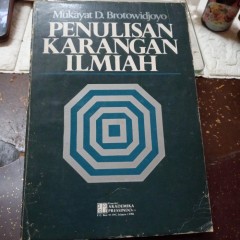 Mukayat D. Brotowidjoyo
PENULISAN
KARANGAN
ILMIAH
AKADEMIKA
PRESSINDO